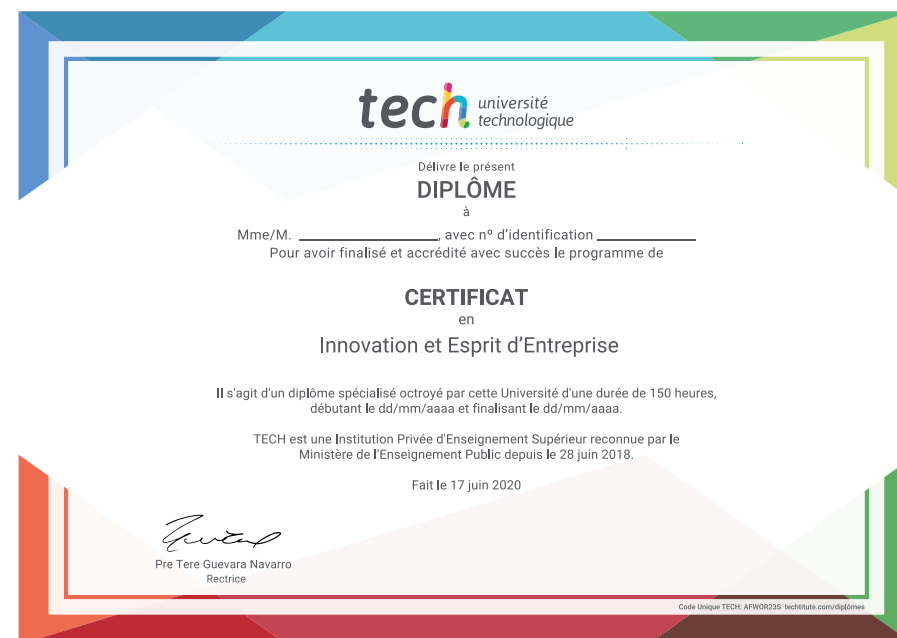 tech université
technologique
Délivre le présent
DIPLÔME
à
Mme/M. ____________________, avec nº d'identification ______________
Pour avoir finalisé et accrédité avec succès le programme de
CERTIFICAT
en
Innovation et Esprit d'Entreprise
Il s'agit d'un diplôme spécialisé octroyé par cette Université d'une durée de 150 heures,
débutant le dd/mm/aaaa et finalisant le dd/mm/aaaa.
TECH est une Institution Privée d'Enseignement Supérieur reconnue par le
Ministère de l'Enseignement Public depuis le 28 juin 2018.
Fait le 17 juin 2020
Pre Tere Guevara Navarro
Rectrice
Code Unique TECH: AFWOR23S techtitute.com/diplômes